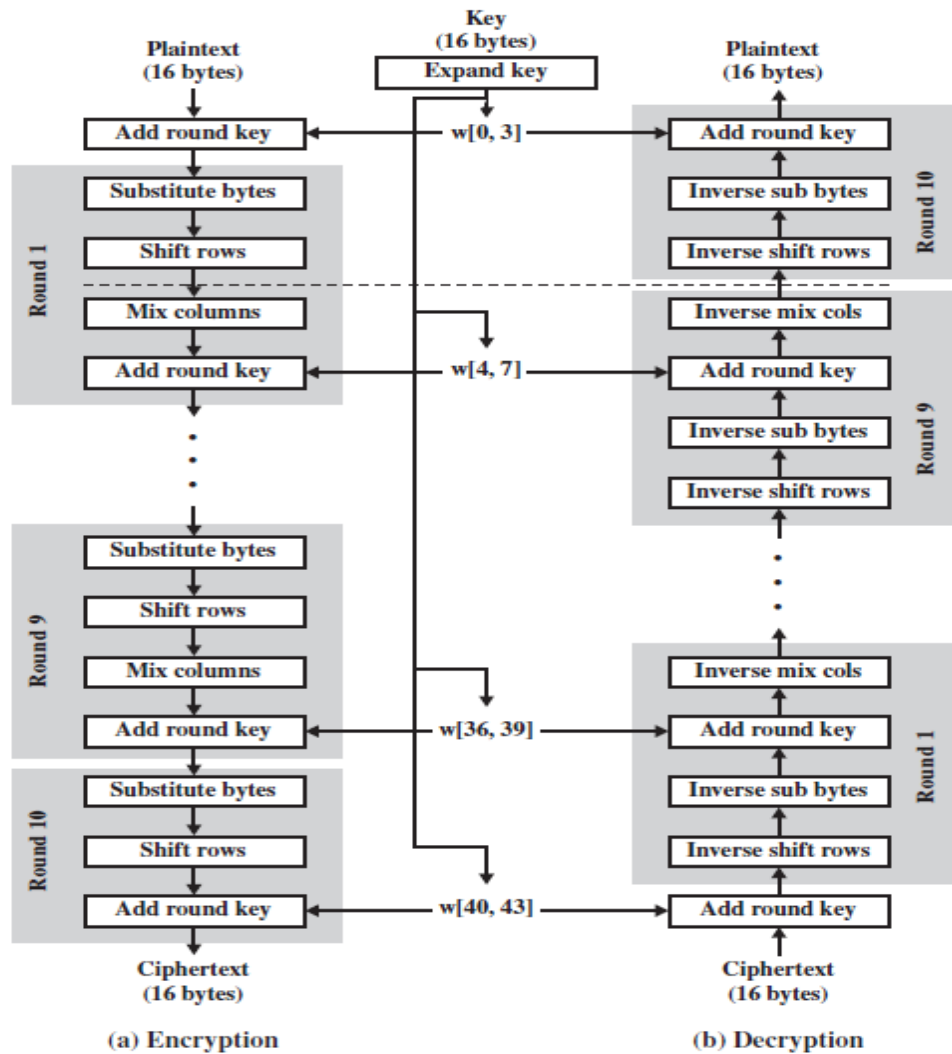 Key
(16 bytes)
Expand key
Plaintext
(16 bytes)
Add round key
Round 1
Substitute bytes
Shift rows
Mix columns
Add round key
Round 9
Substitute bytes
Shift rows
Mix columns
Add round key
Round 10
Substitute bytes
Shift rows
Add round key
Ciphertext
(16 bytes)
(a) Encryption
w[0, 3]
w[4, 7]
w[36, 39]
w[40, 43]
Plaintext
(16 bytes)
Add round key
Inverse sub bytes
Inverse shift rows
Round 10
Inverse mix cols
Add round key
Inverse sub bytes
Inverse shift rows
Round 9
Inverse mix cols
Add round key
Inverse sub bytes
Inverse shift rows
Round 1
Add round key
Ciphertext
(16 bytes)
(b) Decryption